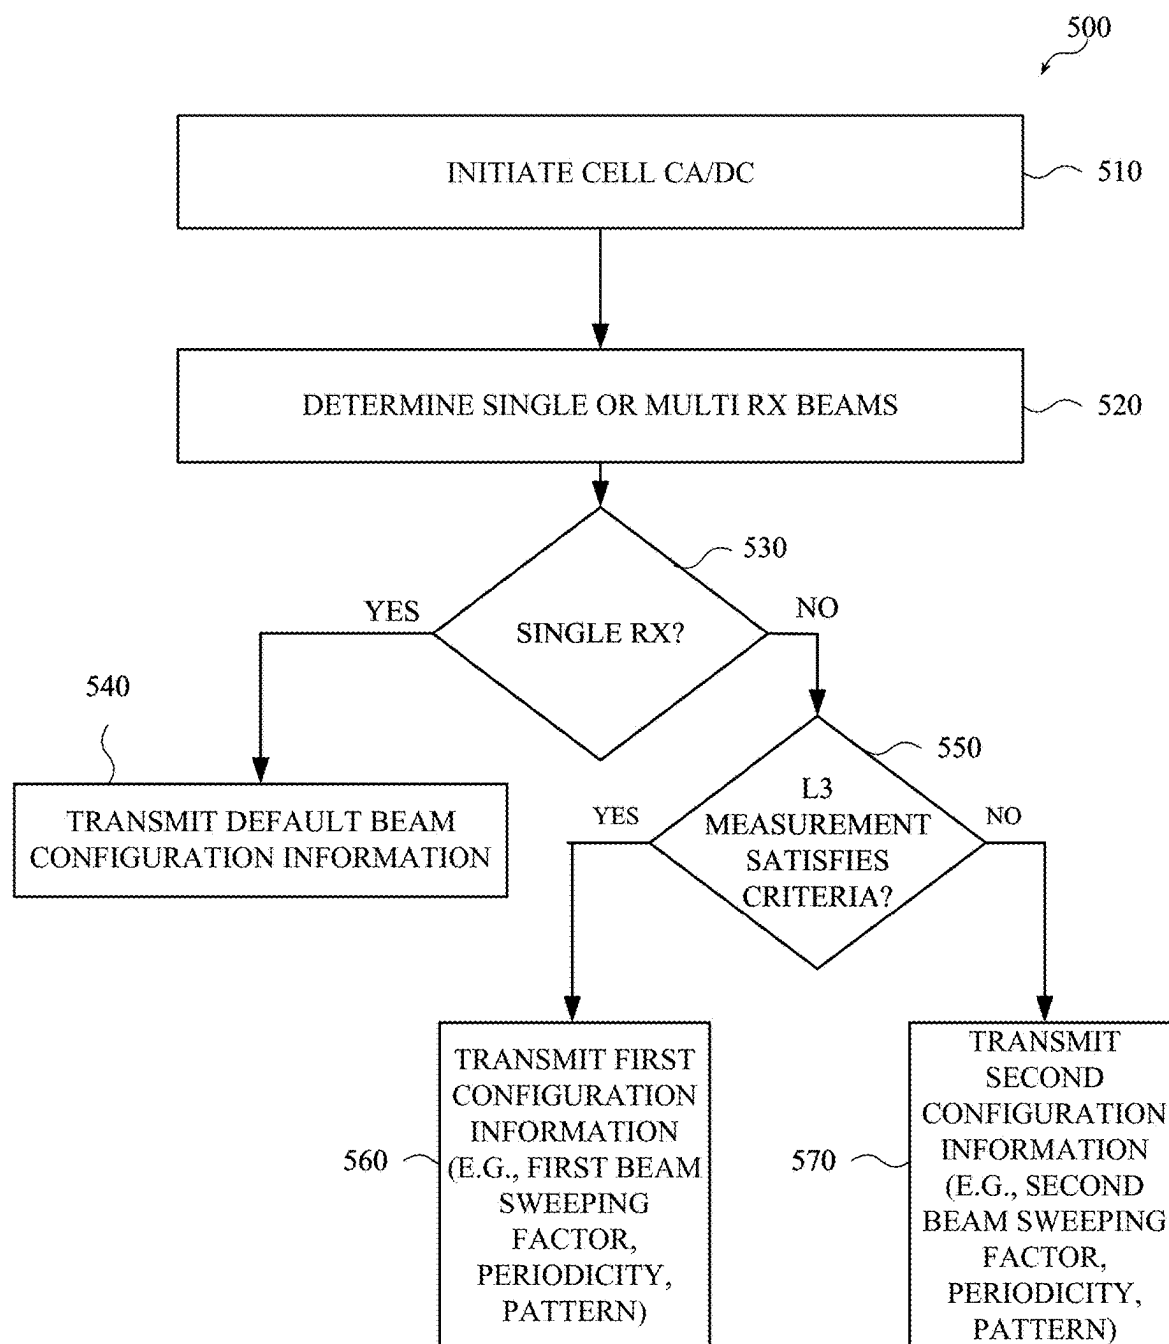 500
INITIATE CELL CA/DC
510
DETERMINE SINGLE OR MULTI RX BEAMS
520
530
YES
NO
SINGLE RX?
540
TRANSMIT DEFAULT BEAM
CONFIGURATION INFORMATION
550
YES
L3
MEASUREMENT
SATISFIES
CRITERIA?
NO
560
TRANSMIT FIRST
CONFIGURATION
INFORMATION
(E.G., FIRST BEAM
SWEEPING
FACTOR,
PERIODICITY,
PATTERN)
570
TRANSMIT
SECOND
CONFIGURATION
INFORMATION
(E.G., SECOND
BEAM SWEEPING
FACTOR,
PERIODICITY,
PATTERN)